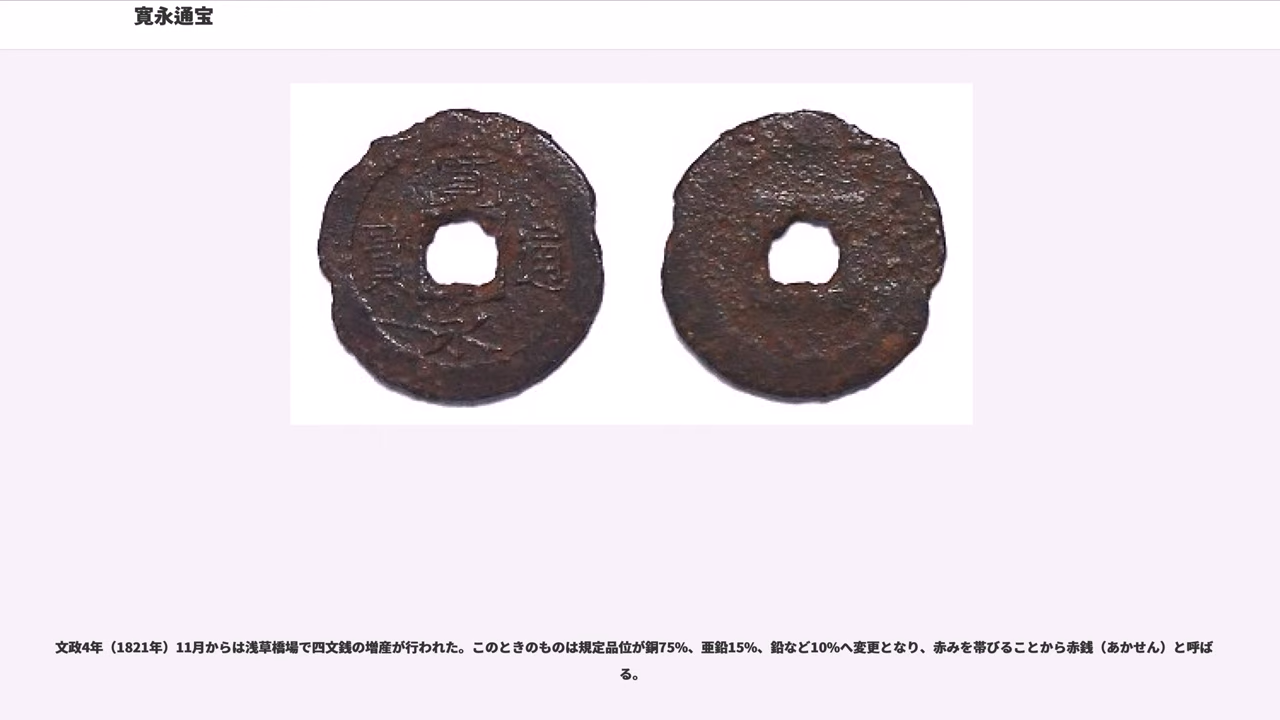 寛永通宝
寛
通
寳
永
文政4年（1821年）11月からは浅草橋場で四文銭の増産が行われた。このときのものは規定品位が銅75%、亜鉛15%、鉛など10%へ変更となり、赤みを帯びることから赤銭（あかせん）と呼ば
る。